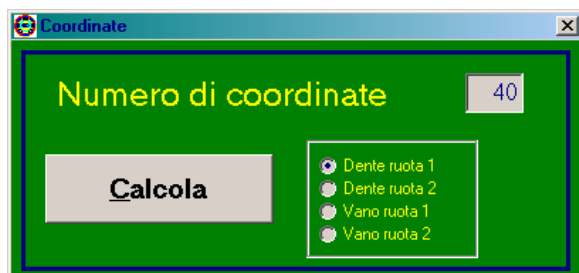 Coordinate
Numero di coordinate 40
Calcola
Dente ruota 1
Dente ruota 2
Vano ruota 1
Vano ruota 2